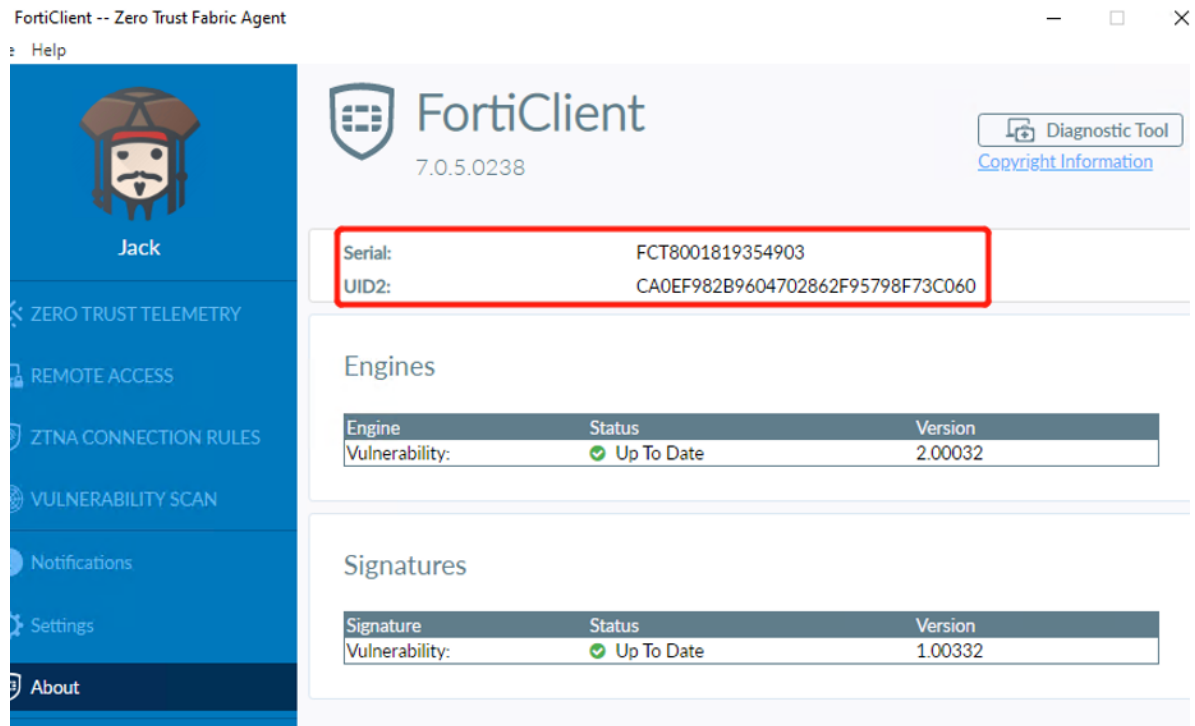 FortiClient -- Zero Trust Fabric Agent
e Help
FortiClient
7.0.5.0238
Diagnostic Tool
Copyright Information
Jack
Serial: FCT8001819354903
UID2: CA0EF982B9604702862F95798F73C060
ZERO TRUST TELEMETRY
REMOTE ACCESS
ZTNA CONNECTION RULES
VULNERABILITY SCAN
Notifications
Settings
About
Engines
Engine Status Version
Vulnerability: Up To Date 2.00032
Signatures
Signature Status Version
Vulnerability: Up To Date 1.00332